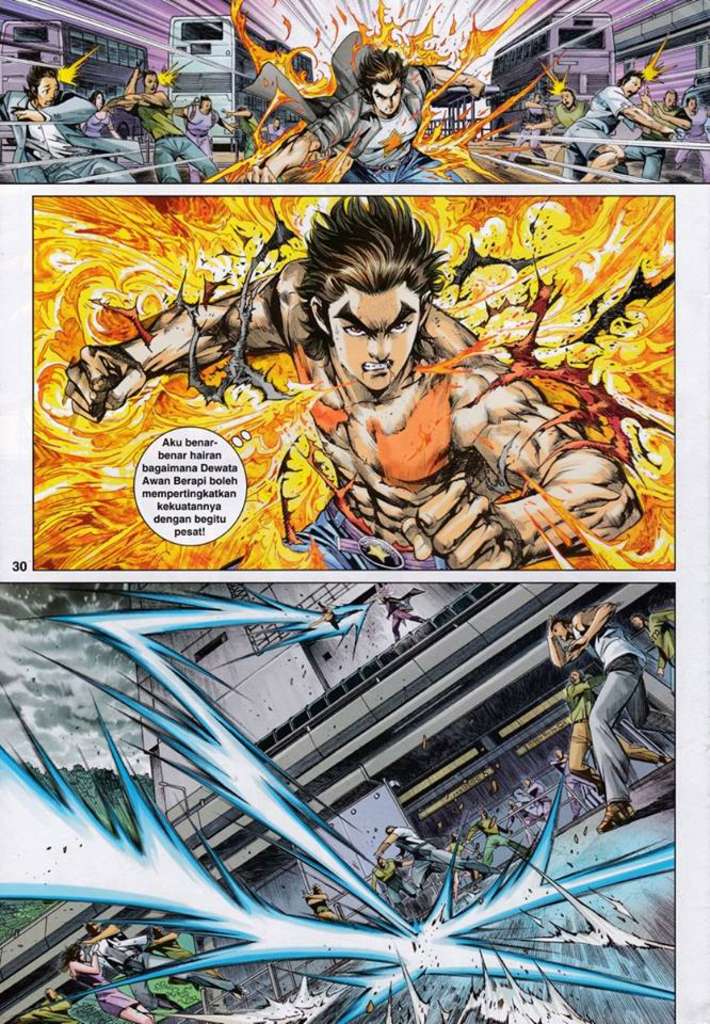 Aku benar-
benar hairan
bagaimana Dewata
Awan Berapi boleh
mempertingkatkan
kekuatannya
dengan begitu
pesat!
30